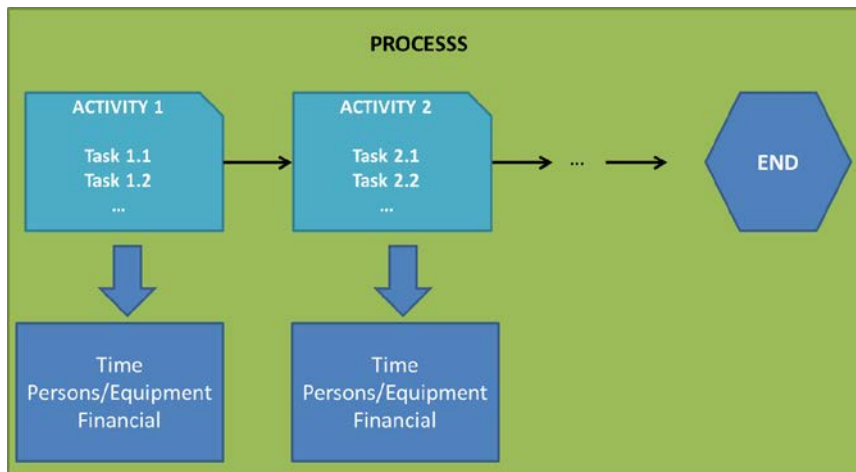 PROCESSS
ACTIVITY 1
Task 1.1
Task 1.2
...
ACTIVITY 2
Task 2.1
Task 2.2
...
...
END
Time
Persons/Equipment
Financial
Time
Persons/Equipment
Financial